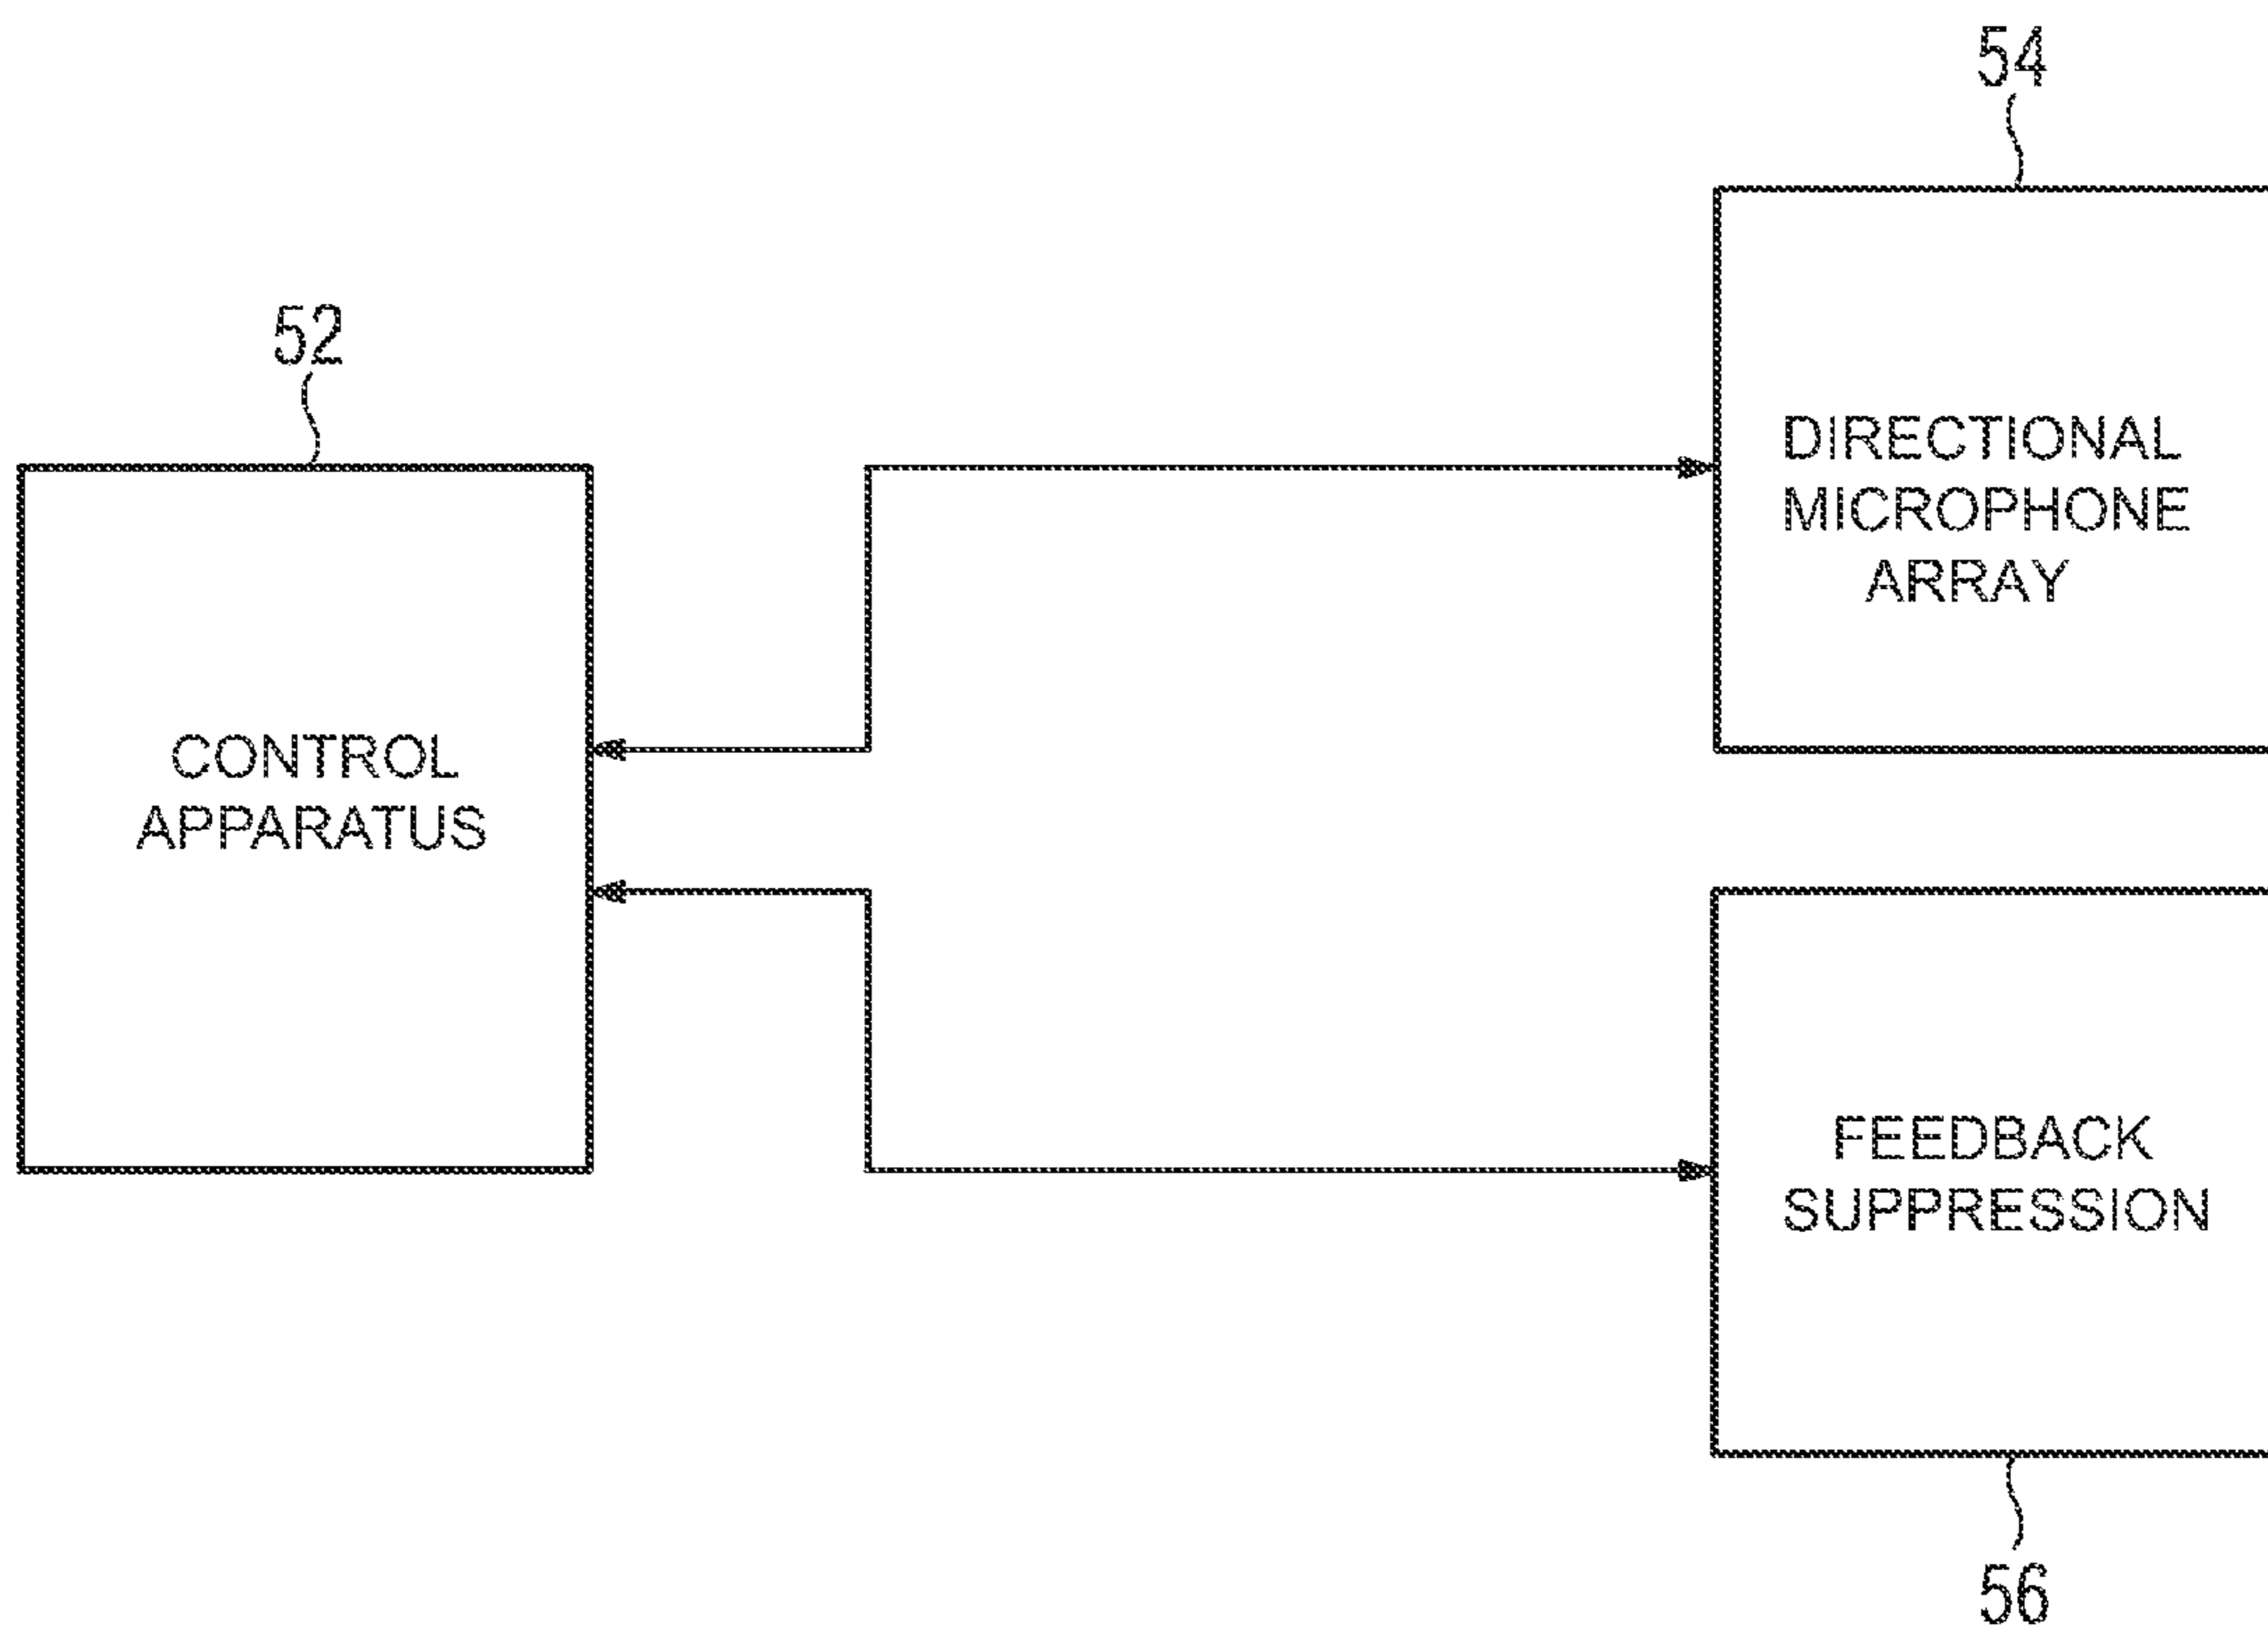 54
52
DIRECTIONAL
MICROPHONE
ARRAY
CONTROL
APPARATUS
FEEDBACK
SUPPRESSION
56